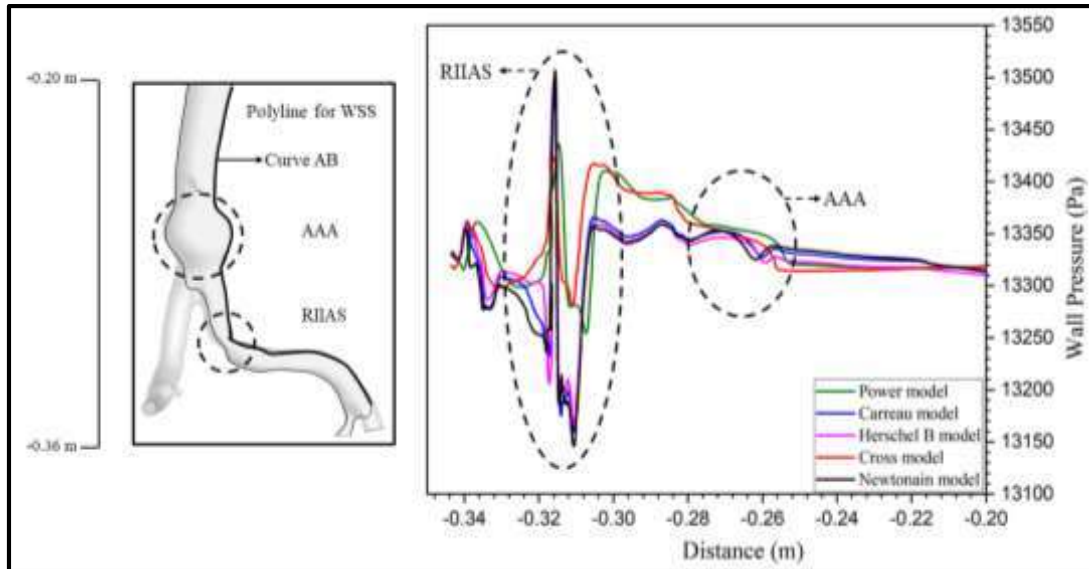 -0.20 m
-0.36 m
Polyline for WSS
Curve AB
AAA
RIIAS
RIIAS
AAA
13550
13500
13450
13400
13350
13300
13250
13200
13150
13100
Wall Pressure (Pa)
Power model
Carreau model
Herschel B model
Cross model
Newtonain model
-0.34 -0.32 -0.30 -0.28 -0.26 -0.24 -0.22 -0.20
Distance (m)